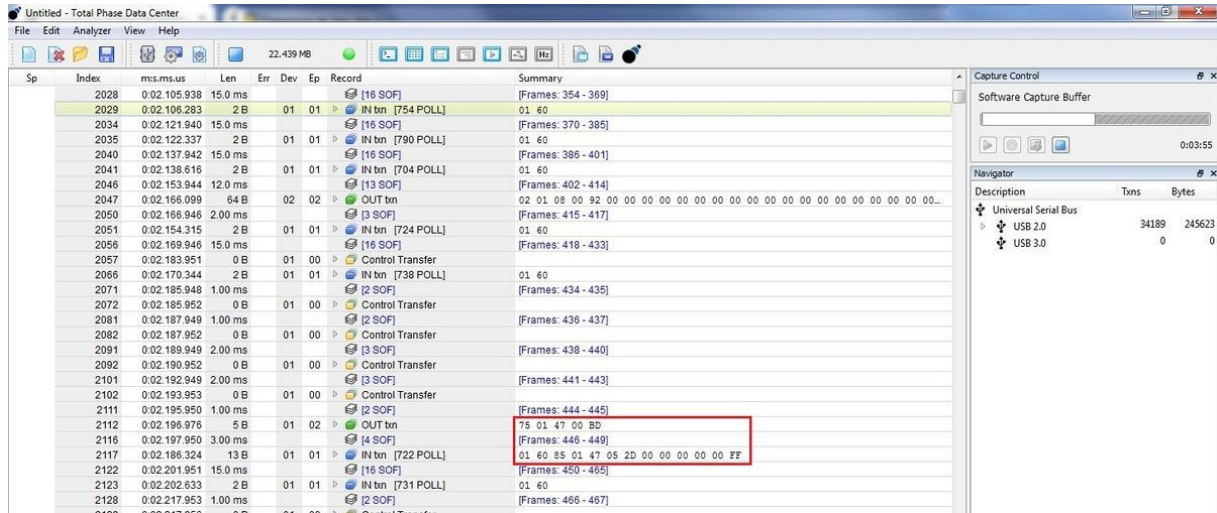 Untitled - Total Phase Data Center
File Edit Analyzer View Help
22.439 MB
Sp Index m:s.ms.us Len Err Dev Ep Record Summary
2028 0:02.105.938 15.0 ms [16 SOF] [Frames: 354 - 369]
2029 0:02.106.283 2 B 01 01 IN txn [754 POLL] 01 60
2034 0:02.121.940 15.0 ms [16 SOF] [Frames: 370 - 385]
2035 0:02.122.337 2 B 01 01 IN txn [790 POLL] 01 60
2040 0:02.137.942 15.0 ms [16 SOF] [Frames: 386 - 401]
2041 0:02.138.616 2 B 01 01 IN txn [704 POLL] 01 60
2046 0:02.153.944 12.0 ms [13 SOF] [Frames: 402 - 414]
2047 0:02.166.099 64 B 02 02 OUT txn 02 01 08 00 92 00 00 00 00 00 00 00 00 00 00 00 00 00 00 00 00 00 00 00 00 00...
2050 0:02.166.946 2.00 ms [3 SOF] [Frames: 415 - 417]
2051 0:02.154.315 2 B 01 01 IN txn [724 POLL] 01 60
2056 0:02.169.946 15.0 ms [16 SOF] [Frames: 418 - 433]
2057 0:02.183.951 0 B 01 00 Control Transfer
2066 0:02.170.344 2 B 01 01 IN txn [738 POLL] 01 60
2071 0:02.185.948 1.00 ms [2 SOF] [Frames: 434 - 435]
2072 0:02.185.952 0 B 01 00 Control Transfer
2081 0:02.187.949 1.00 ms [2 SOF] [Frames: 436 - 437]
2082 0:02.187.952 0 B 01 00 Control Transfer
2091 0:02.189.949 2.00 ms [3 SOF] [Frames: 438 - 440]
2092 0:02.190.952 0 B 01 00 Control Transfer
2101 0:02.192.949 2.00 ms [3 SOF] [Frames: 441 - 443]
2102 0:02.193.953 0 B 01 00 Control Transfer
2111 0:02.195.950 1.00 ms [2 SOF] [Frames: 444 - 445]
2112 0:02.196.976 5 B 01 02 OUT txn 75 01 47 00 BD
2116 0:02.197.950 3.00 ms [4 SOF] [Frames: 446 - 449]
2117 0:02.186.324 13 B 01 01 IN txn [722 POLL] 01 60 85 01 47 05 2D 00 00 00 00 00 FF
2122 0:02.201.951 15.0 ms [16 SOF] [Frames: 450 - 465]
2123 0:02.202.633 2 B 01 01 IN txn [731 POLL] 01 60
2128 0:02.217.953 1.00 ms [2 SOF] [Frames: 466 - 467]
Capture Control
Software Capture Buffer
0:03:55
Navigator
Description Txns Bytes
Universal Serial Bus
USB 2.0 34189 245623
USB 3.0 0 0